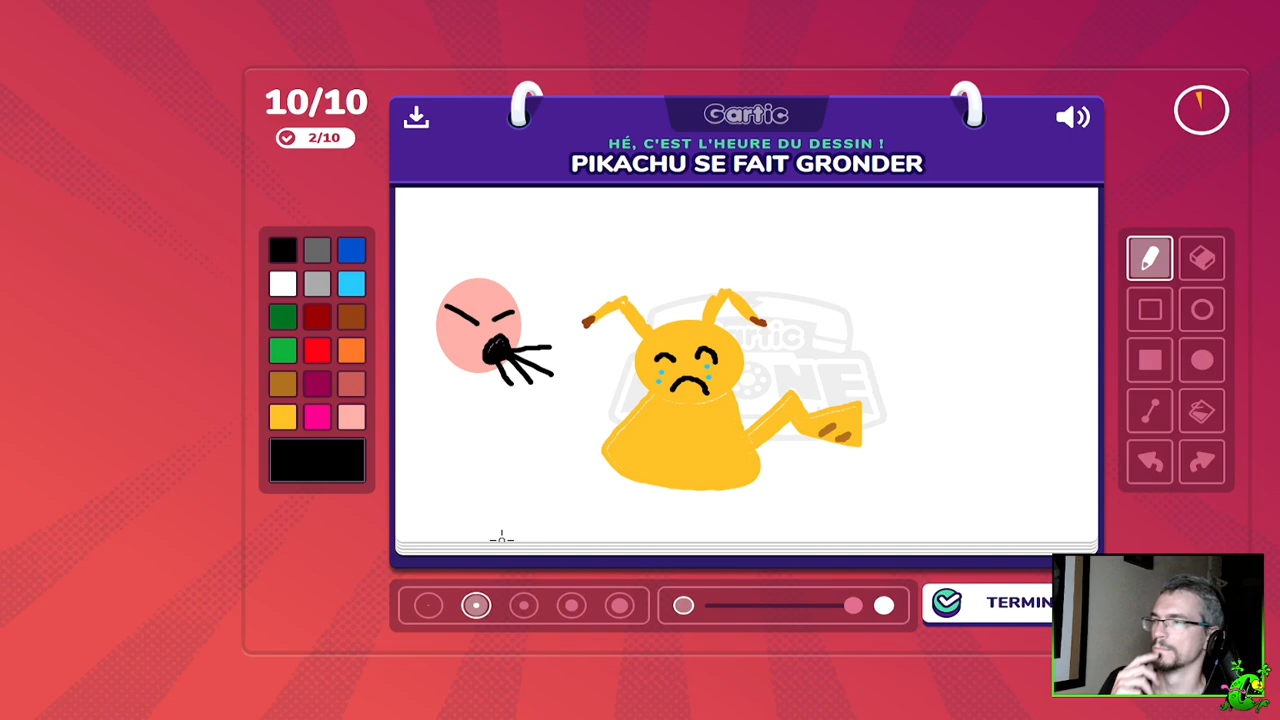 10/10
2/10
Gartic
HÉ, C'EST L'HEURE DU DESSIN !
PIKACHU SE FAIT GRONDER
TERMIN